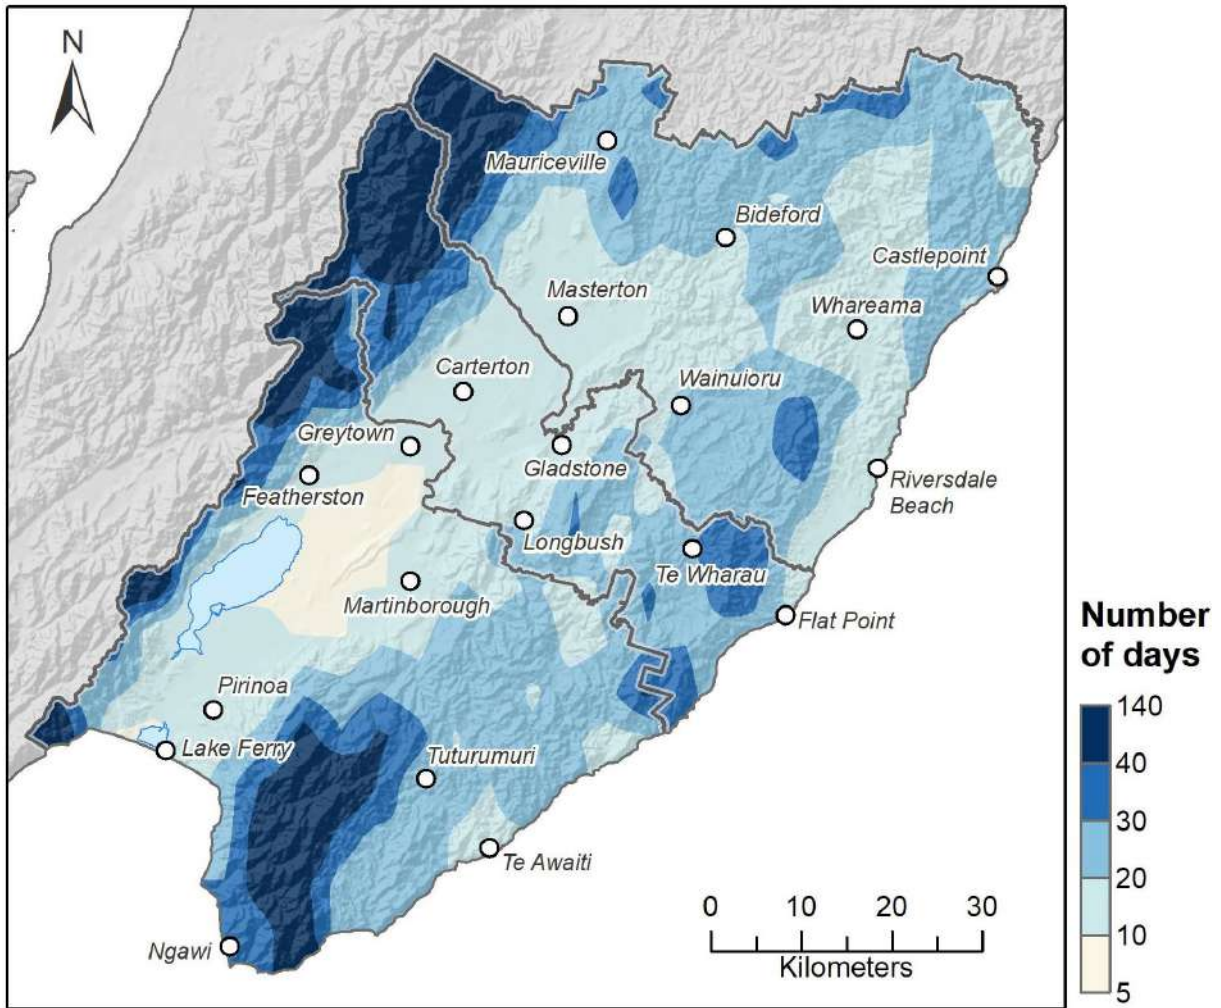 N
Mauriceville
Bideford
Castlepoint
Masterton
Whareama
Carterton
Wainuioru
Greytown
Gladstone
Featherston
Riversdale
Beach
Longbush
Te Wharau
Martinborough
Flat Point
Number
of days
Pirinoa
140
Lake Ferry
Tuturumuri
40
30
Te Awaiti
20
0 10 20 30
10
Ngawi
Kilometers
5